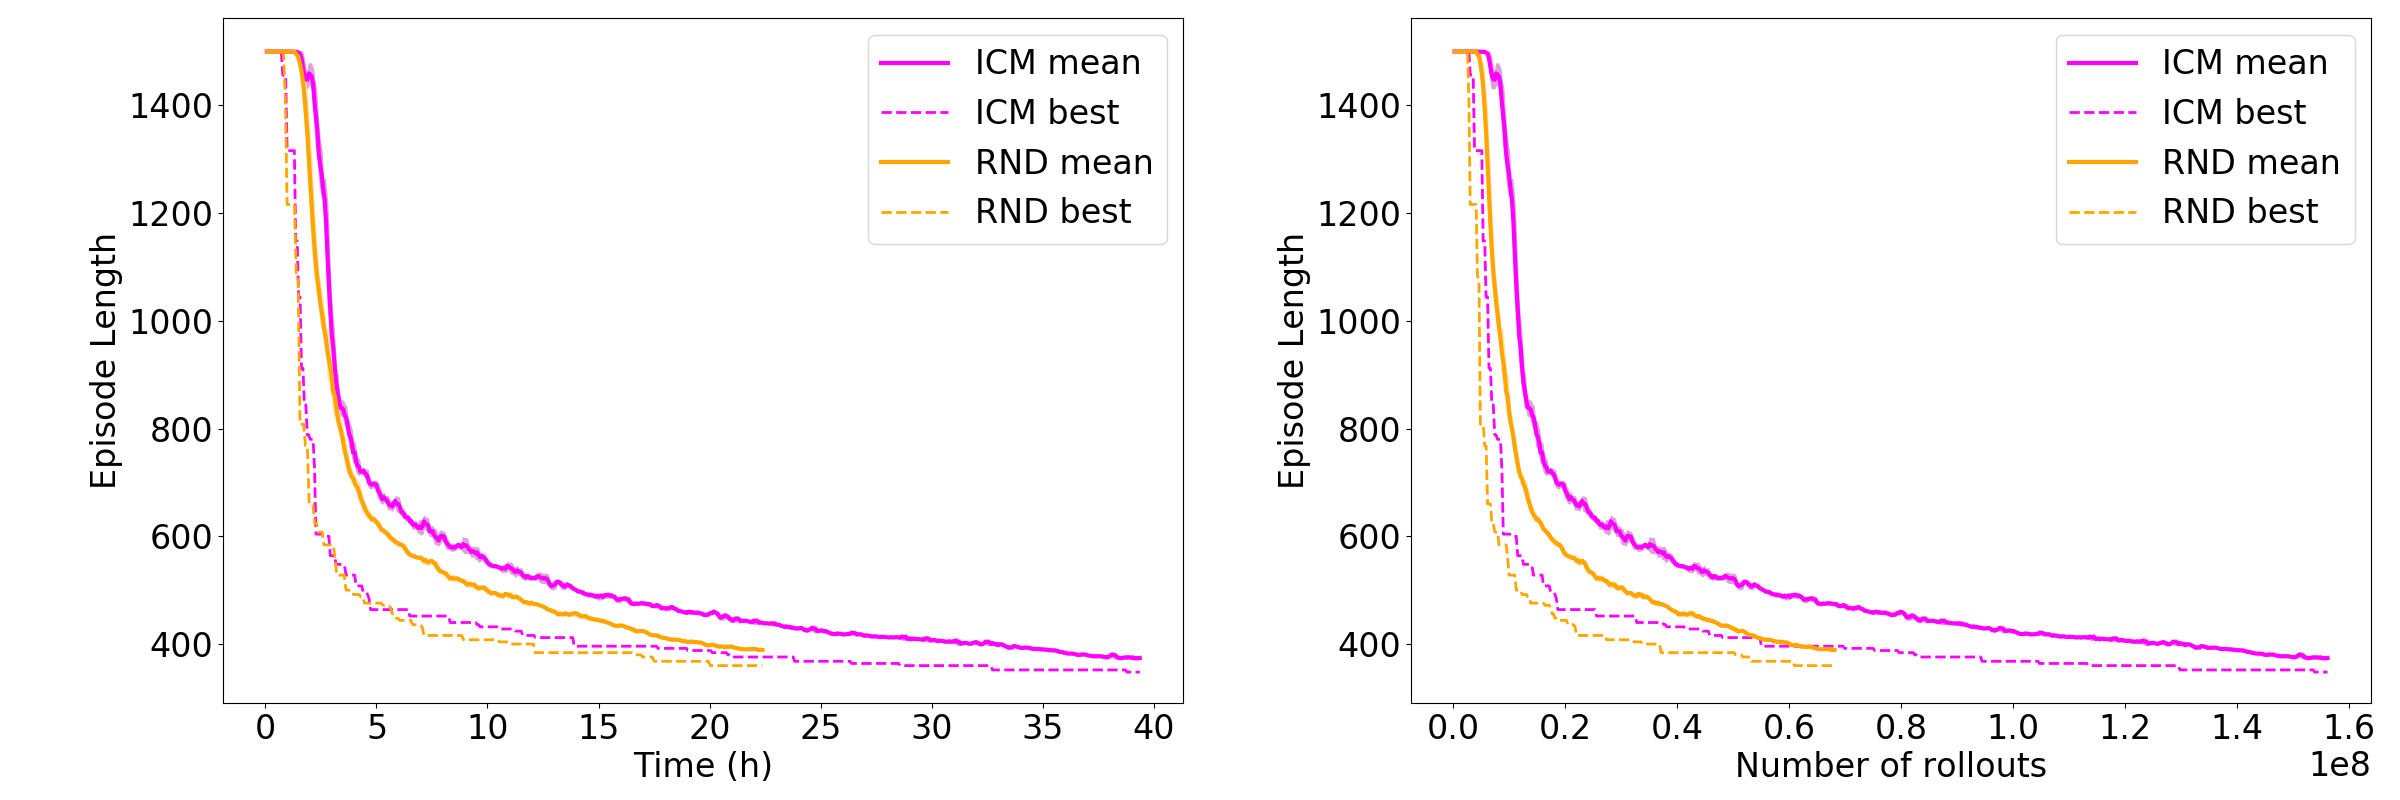 Episode Length
1400
1200
1000
800
600
400
0 5 10 15 20 25 30 35 40
Time (h)
ICM mean
ICM best
RND mean
RND best
Episode Length
1400
1200
1000
800
600
400
0.0 0.2 0.4 0.6 0.8 1.0 1.2 1.4 1.6
1e8
Number of rollouts
ICM mean
ICM best
RND mean
RND best